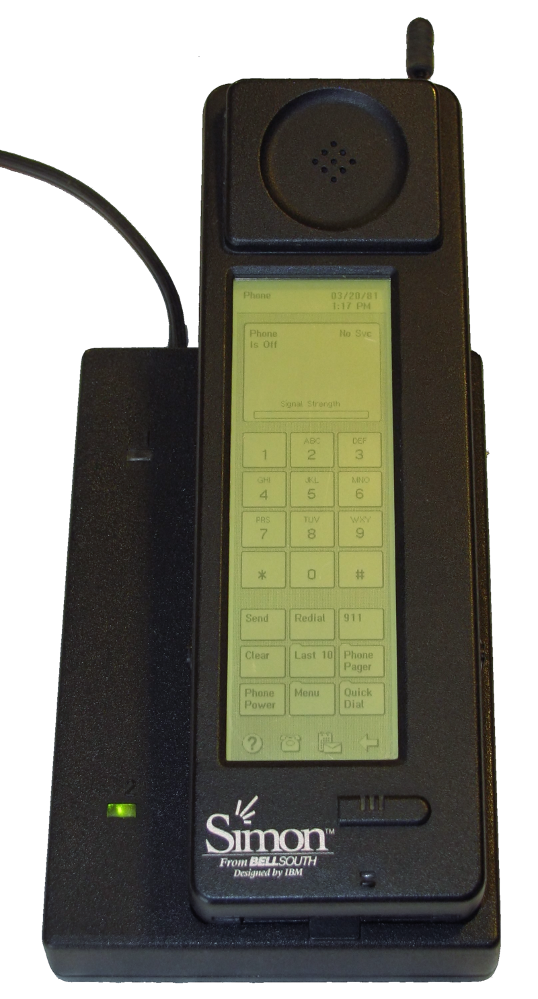 Phone 03/20/81
1:17 PM
Phone No Svc
Is Off
Signal Strength
1
ABC
2
DEF
3
GHI
4
JKL
5
MNO
6
PRS
7
TUV
8
WXY
9
*
0
#
Send
Redial
911
Clear
Last 10
Phone
Pager
Phone
Power
Menu
Quick
Dial
?
2
Simon™
From BELLSOUTH
Designed by IBM